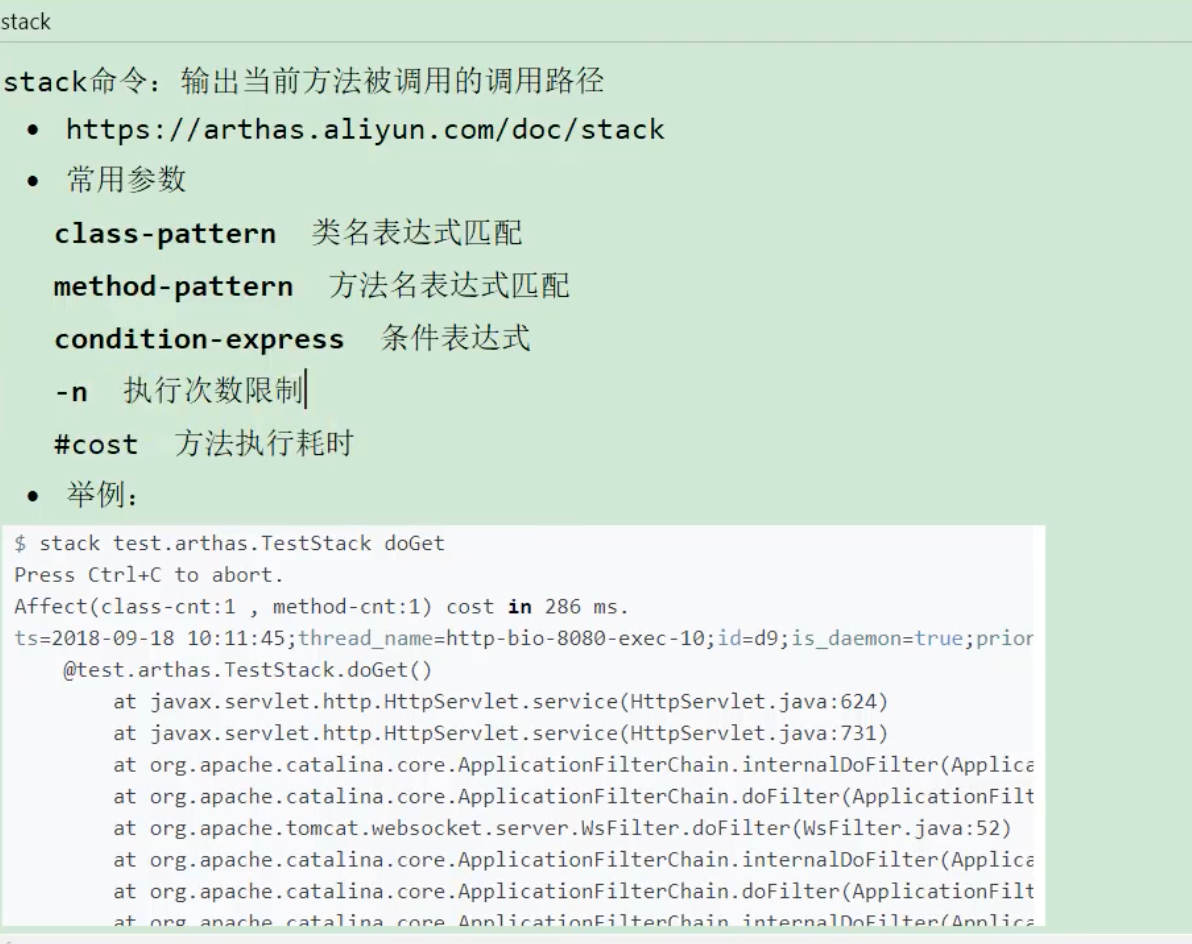 stack
stack命令：输出当前方法被调用的调用路径
• https://arthas.aliyun.com/doc/stack
• 常用参数
class-pattern 类名表达式匹配
method-pattern 方法名表达式匹配
condition-express 条件表达式
-n 执行次数限制
#cost 方法执行耗时
• 举例：
$ stack test.arthas.TestStack doGet
Press Ctrl+C to abort.
Affect(class-cnt:1 , method-cnt:1) cost in 286 ms.
ts=2018-09-18 10:11:45;thread_name=http-bio-8080-exec-10;id=d9;is_daemon=true;prior
@test.arthas.TestStack.doGet()
at javax.servlet.http.HttpServlet.service(HttpServlet.java:624)
at javax.servlet.http.HttpServlet.service(HttpServlet.java:731)
at org.apache.catalina.core.ApplicationFilterChain.internalDoFilter(Applica
at org.apache.catalina.core.ApplicationFilterChain.doFilter(ApplicationFilt
at org.apache.tomcat.websocket.server.WsFilter.doFilter(WsFilter.java:52)
at org.apache.catalina.core.ApplicationFilterChain.internalDoFilter(Applica
at org.apache.catalina.core.ApplicationFilterChain.doFilter(ApplicationFilt
at org.apache.catalina.core.ApplicationFilterChain.internalDoFilter(Applica